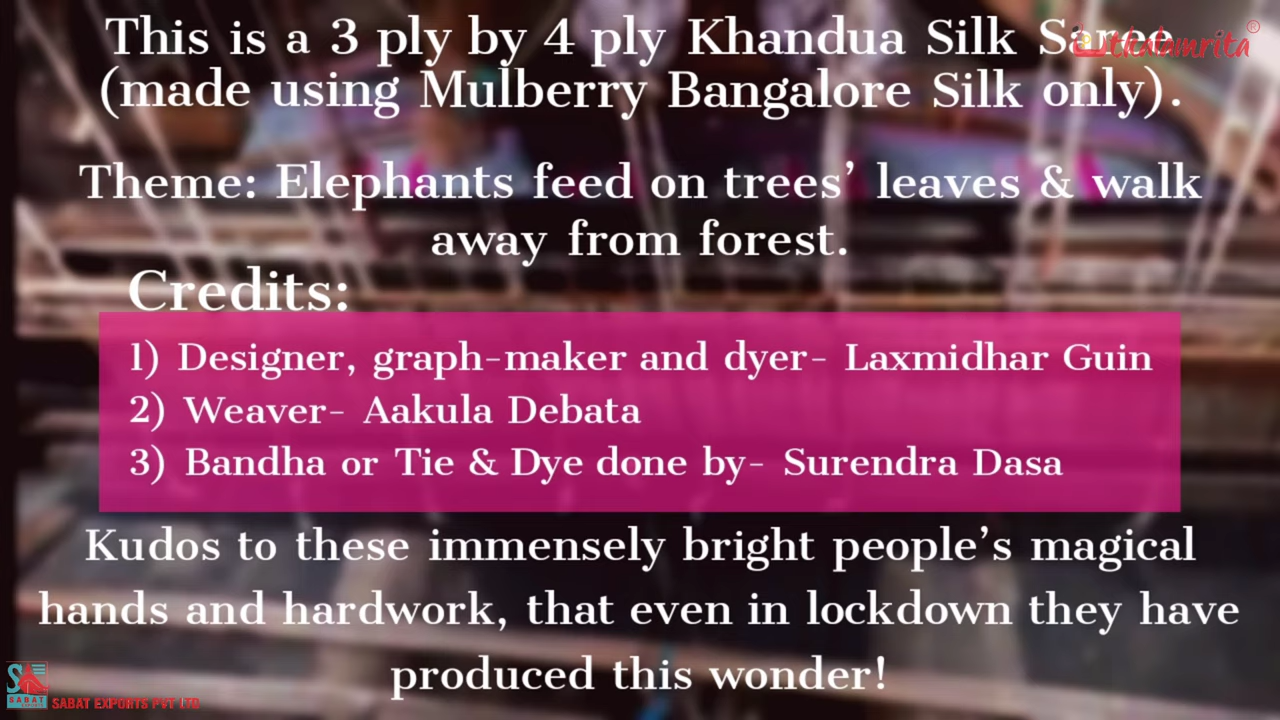 This is a 3 ply by 4 ply Khandua Silk Saree
utkalamrita®
(made using Mulberry Bangalore Silk only).
Theme: Elephants feed on trees’ leaves & walk
away from forest.
Credits:
1) Designer, graph-maker and dyer- Laxmidhar Guin
2) Weaver- Aakula Debata
3) Bandha or Tie & Dye done by- Surendra Dasa
Kudos to these immensely bright people’s magical
hands and hardwork, that even in lockdown they have
produced this wonder!
SABAT
SABAT EXPORTS PVT LTD